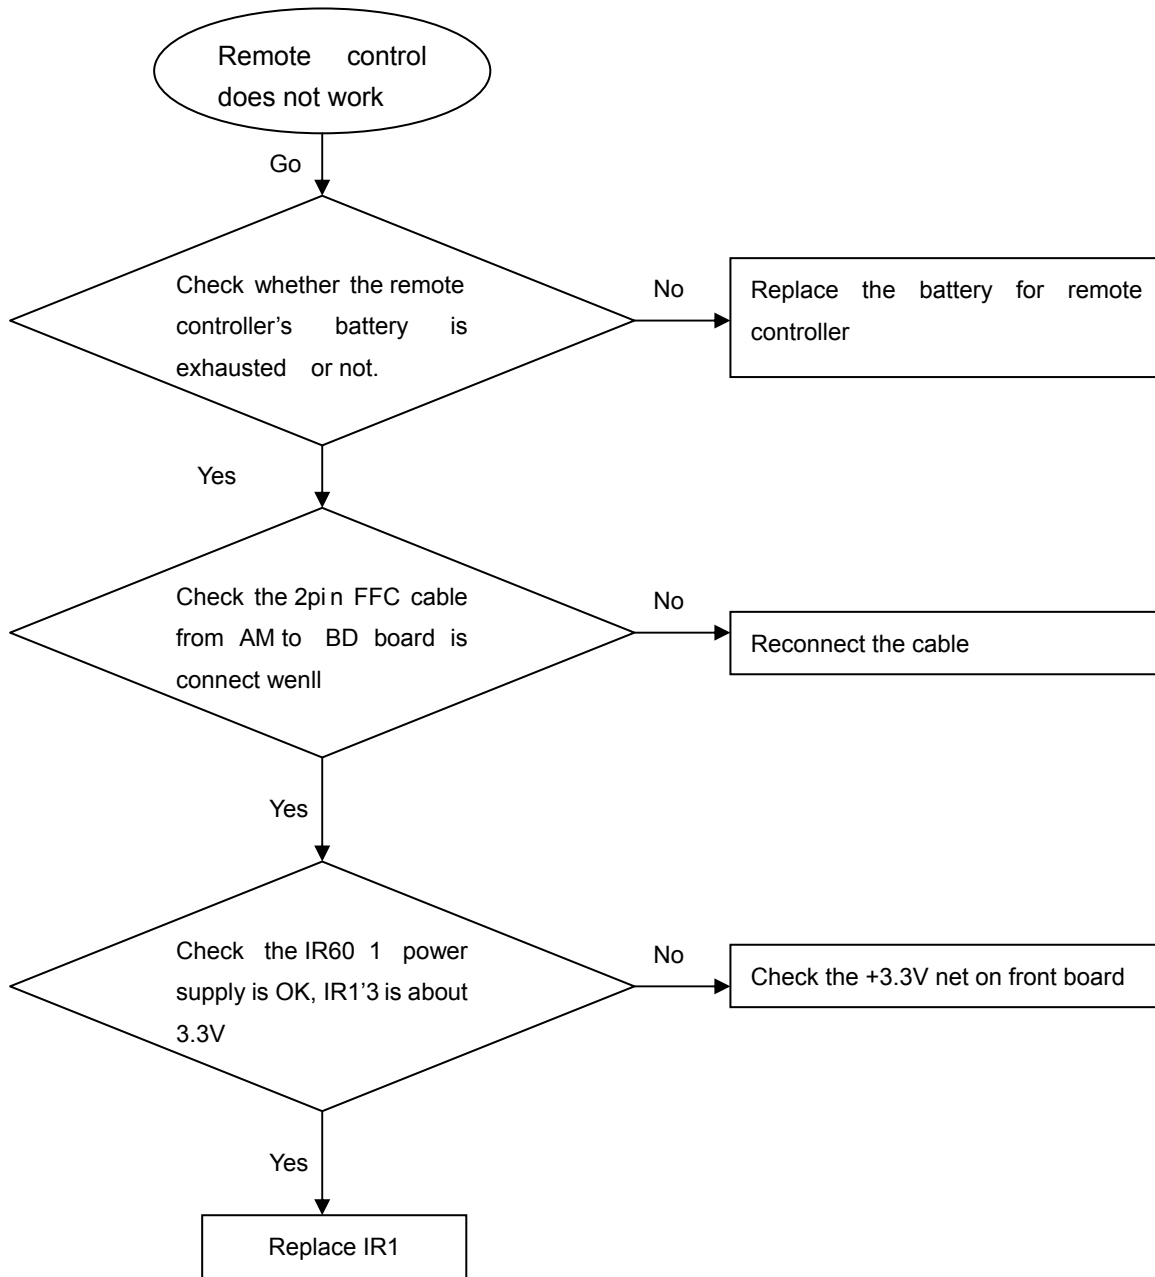 Remote control
does not work
Go
Check whether the remote
controller's battery is
exhausted or not.
No
Replace the battery for remote
controller
Yes
Check the 2pin FFC cable
from AM to BD board is
connect wenll
No
Reconnect the cable
Yes
Check the IR60 1 power
supply is OK, IR1'3 is about
3.3V
No
Check the +3.3V net on front board
Yes
Replace IR1